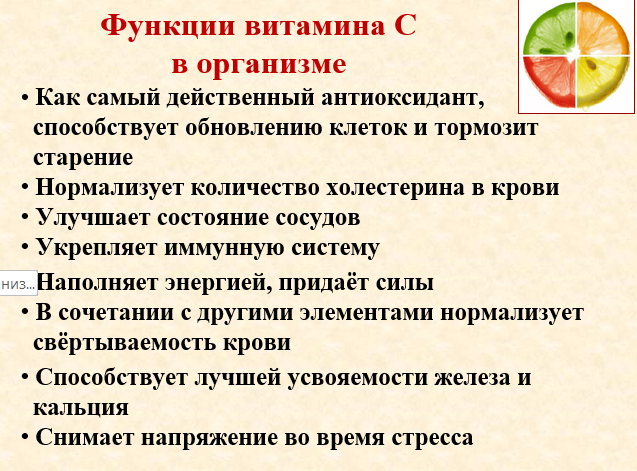 Функции витамина С
в организме
• Как самый действенный антиоксидант,
способствует обновлению клеток и тормозит
старение
• Нормализует количество холестерина в крови
• Улучшает состояние сосудов
• Укрепляет иммунную систему
низ...
Наполняет энергией, придаёт силы
• В сочетании с другими элементами нормализует
свёртываемость крови
• Способствует лучшей усвояемости железа и
кальция
• Снимает напряжение во время стресса